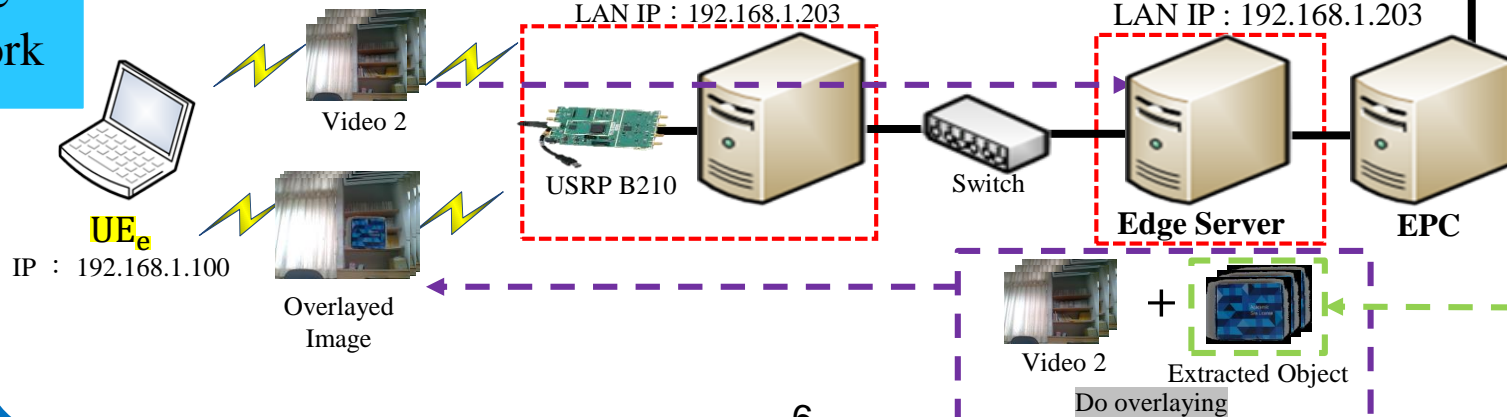 ork
LAN IP：192.168.1.203
LAN IP : 192.168.1.203
Video 2
USRP B210
Switch
Edge Server
EPC
UEe
IP ： 192.168.1.100
Overlayed
Image
+
Video 2
Extracted Object
Do overlaying
6